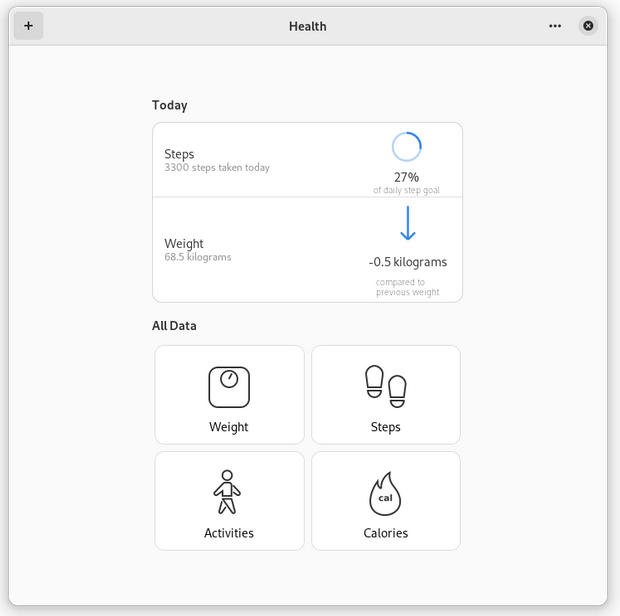 Health
Today
Steps
3300 steps taken today
27%
of daily step goal
Weight
68.5 kilograms
-0.5 kilograms
compared to
previous weight
All Data
Weight
Steps
cal
Activities
Calories